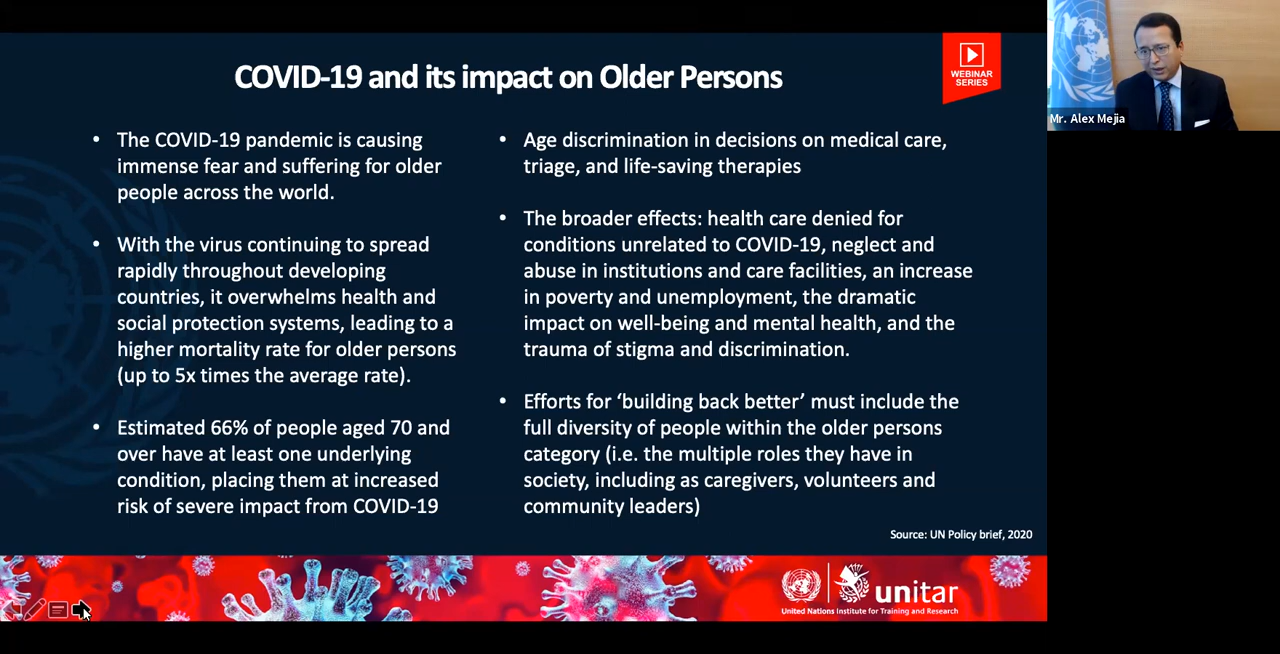 COVID-19 and its impact on Older Persons
WEBINAR
SERIES
Mr. Alex Mejia
• The COVID-19 pandemic is causing
immense fear and suffering for older
people across the world.
• With the virus continuing to spread
rapidly throughout developing
countries, it overwhelms health and
social protection systems, leading to a
higher mortality rate for older persons
(up to 5x times the average rate).
• Estimated 66% of people aged 70 and
over have at least one underlying
condition, placing them at increased
risk of severe impact from COVID-19
• Age discrimination in decisions on medical care,
triage, and life-saving therapies
• The broader effects: health care denied for
conditions unrelated to COVID-19, neglect and
abuse in institutions and care facilities, an increase
in poverty and unemployment, the dramatic
impact on well-being and mental health, and the
trauma of stigma and discrimination.
• Efforts for ‘building back better’ must include the
full diversity of people within the older persons
category (i.e. the multiple roles they have in
society, including as caregivers, volunteers and
community leaders)
Source: UN Policy brief, 2020
unitar
United Nations Institute for Training and Research